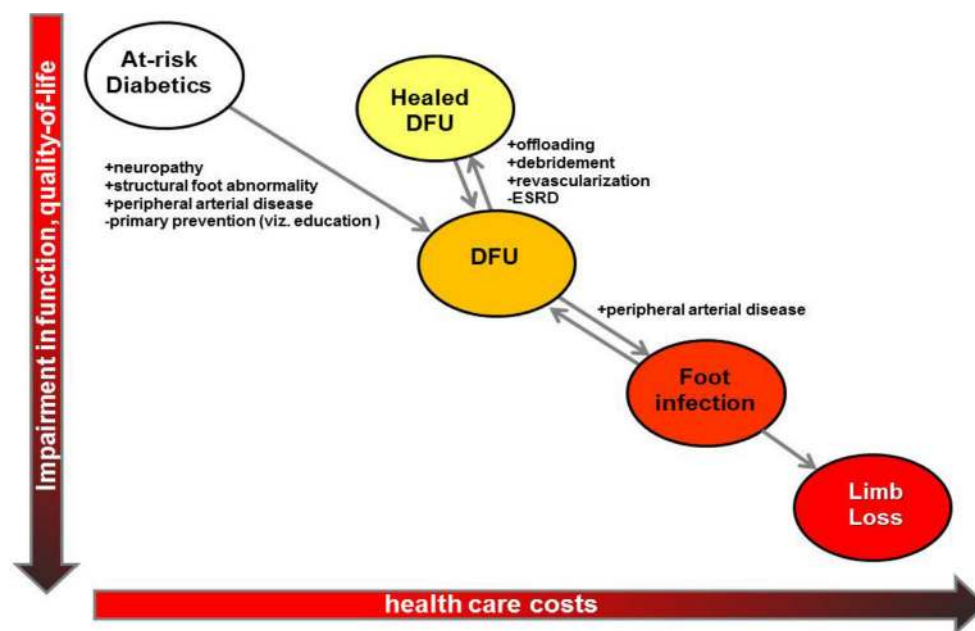 Impairment in function, quality-of-life
At-risk
Diabetics
Healed
DFU
+offloading
+debridement
+revascularization
-ESRD
+neuropathy
+structural foot abnormality
+peripheral arterial disease
-primary prevention (viz. education )
DFU
+peripheral arterial disease
Foot
infection
Limb
Loss
health care costs